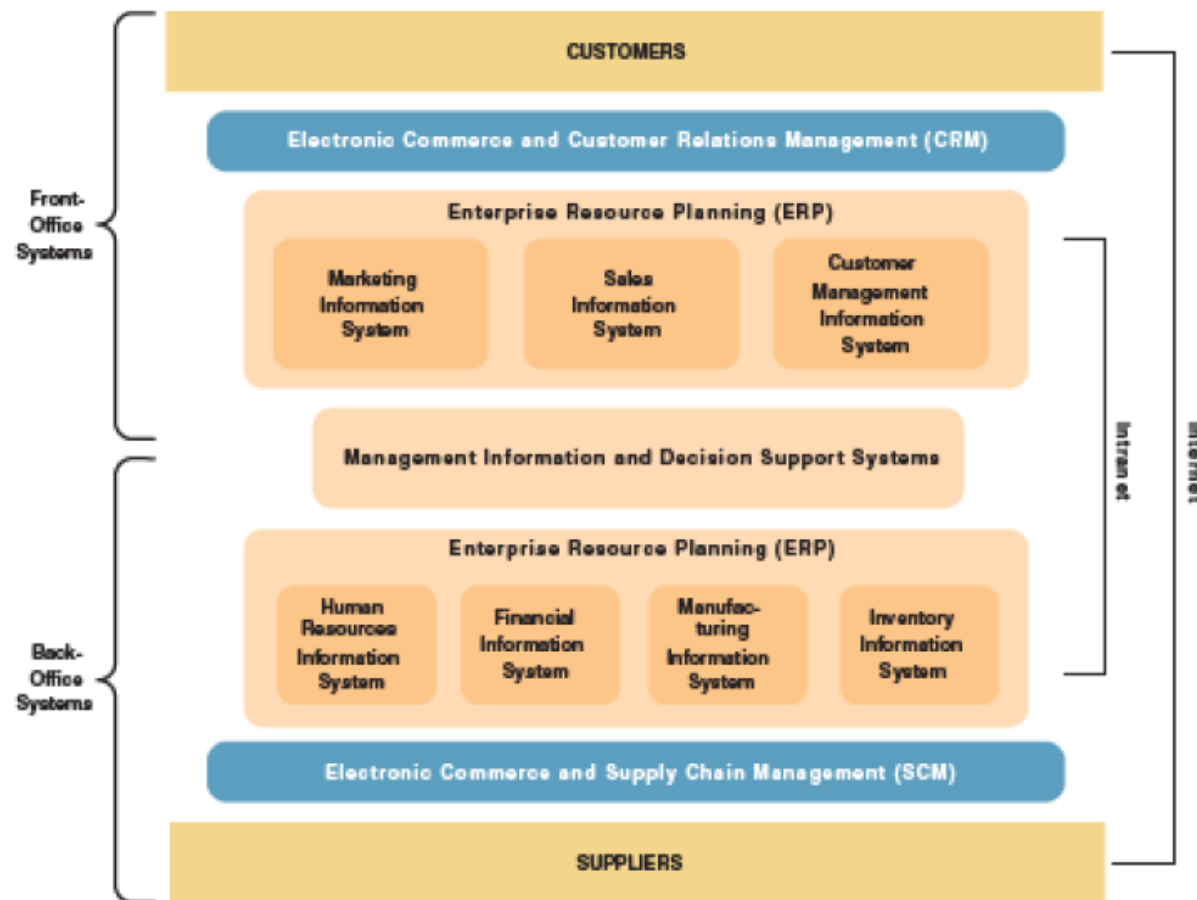 CUSTOMERS
Electronic Commerce and Customer Relations Management (CRM)
Front-
Office
Systems
Enterprise Resource Planning (ERP)
Marketing
Information
System
Sales
Information
System
Customer
Management
Information
System
Management Information and Decision Support Systems
Intranet
Internet
Enterprise Resource Planning (ERP)
Human
Resources
Information
System
Financial
Information
System
Manufac-
turing
Information
System
Inventory
Information
System
Back-
Office
Systems
Electronic Commerce and Supply Chain Management (SCM)
SUPPLIERS